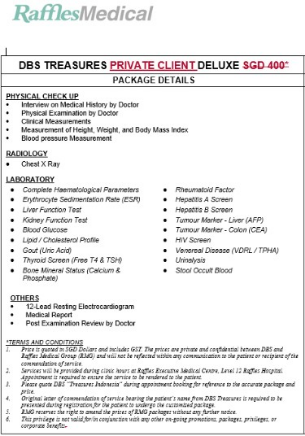 RafflesMedical
DBS TREASURES PRIVATE CLIENT DELUXE SGD 400*
PACKAGE DETAILS
PHYSICAL CHECK UP
• Interview on Medical History by Doctor
• Physical Examination by Doctor
• Clinical Measurements
• Measurement of Height, Weight, and Body Mass Index
• Blood pressure Measurement
RADIOLOGY
• Chest X Ray
LABORATORY
• Complete Haematological Parameters
• Erythrocyte Sedimentation Rate (ESR)
• Liver Function Test
• Kidney Function Test
• Blood Glucose
• Lipid / Cholesterol Profile
• Gout (Uric Acid)
• Thyroid Screen (Free T4 & TSH)
• Bone Mineral Status (Calcium &
Phosphate)
• Rheumatoid Factor
• Hepatitis A Screen
• Hepatitis B Screen
• Tumour Marker - Liver (AFP)
• Tumour Marker - Colon (CEA)
• HIV Screen
• Venereal Disease (VDRL / TPHA)
• Urinalysis
• Stool Occult Blood
OTHERS
• 12-Lead Resting Electrocardiogram
• Medical Report
• Post Examination Review by Doctor
*TERMS AND CONDITIONS
1. Price is quoted in SGD Dollars and includes GST. The prices are private and confidential between DBS and
Raffles Medical Group (RMG) and will not be reflected within any communication to the patient or recipient of the
commendation of service.
2. Services will be provided during clinic hours at Raffles Executive Medical Centre, Level 12 Raffles Hospital.
Appointment is required to ensure the service to be rendered to the patient.
3. Please quote DBS "Treasures Indonesia" during appointment booking for reference to the accurate package and
price.
4. Original letter of commendation of service bearing the patient's name from DBS Treasures is required to be
presented during registration for the patient to undergo the customized package.
5. RMG reserves the right to amend the prices of RMG packages without any further notice.
6. This privilege is not valid for/in conjunction with any other on-going promotions, packages, privileges, or
corporate benefits.